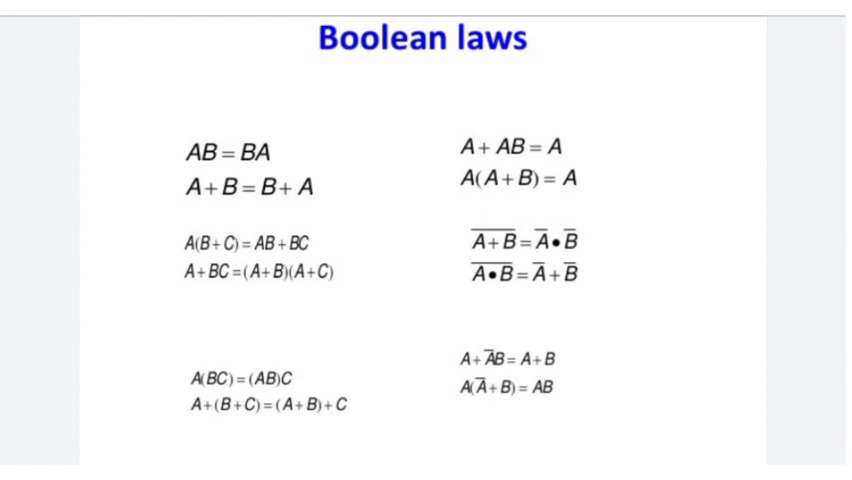 Boolean laws
AB = BA
A + B = B + A
A(B + C) = AB + BC
A + BC = (A + B)(A + C)
A(BC) = (AB)C
A + (B + C) = (A + B) + C
A + AB = A
A(A + B) = A
A̅ ̅+̅ ̅B̅ = A̅ • B̅
A̅ ̅•̅ ̅B̅ = A̅ + B̅
A + A̅B = A + B
A(A̅ + B) = AB